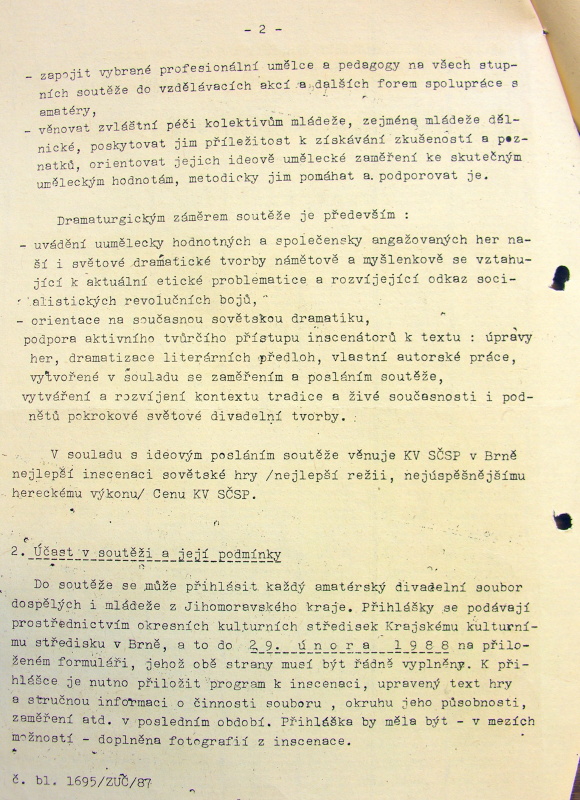 - 2 -
- zapojit vybrané profesionální umělce a pedagogy na všech stup-
ních soutěže do vzdělávacích akcí a dalších forem spolupráce s
amatéry,
- věnovat zvláštní péči kolektivům mládeže, zejména mládeže děl-
nické, poskytovat jim příležitost k získávání zkušeností a poz-
natků, orientovat jejich ideově umělecké zaměření ke skutečným
uměleckým hodnotám, metodicky jim pomáhat a podporovat je.
Dramaturgickým záměrem soutěže je především :
- uvádění uumělecky hodnotných a společensky angažovaných her na-
ší i světové dramatické tvorby námětově a myšlenkově se vztahu-
jící k aktuální etické problematice a rozvíjející odkaz soci-
alistických revolučních bojů,
- orientace na současnou sovětskou dramatiku,
podpora aktivního tvůrčího přístupu inscenátorů k textu : úpravy
her, dramatizace literárních předloh, vlastní autorské práce,
vytvořené v souladu se zaměřením a posláním soutěže,
vytváření a rozvíjení kontextu tradice a živé současnosti i pod-
nětů pokrokové světové divadelní tvorby.
V souladu s ideovým posláním soutěže věnuje KV SČSP v Brně
nejlepší inscenaci sovětské hry /nejlepší režii, nejúspěšnějšímu
hereckému výkonu/ Cenu KV SČSP.
2. Účast v soutěži a její podmínky
Do soutěže se může přihlásit každý amatérský divadelní soubor
dospělých i mládeže z Jihomoravského kraje. Přihlášky se podávají
prostřednictvím okresních kulturních středisek Krajskému kulturní-
mu středisku v Brně, a to do 29. února 1988 na přilo-
ženém formuláři, jehož obě strany musí být řádně vyplněny. K při-
hlášce je nutno přiložit program k inscenaci, upravený text hry
a stručnou informaci o činnosti souboru , okruhu jeho působnosti,
zaměření atd. v posledním období. Přihláška by měla být - v mezích
možností - doplněna fotografií z inscenace.
č. bl. 1695/ZUČ/87